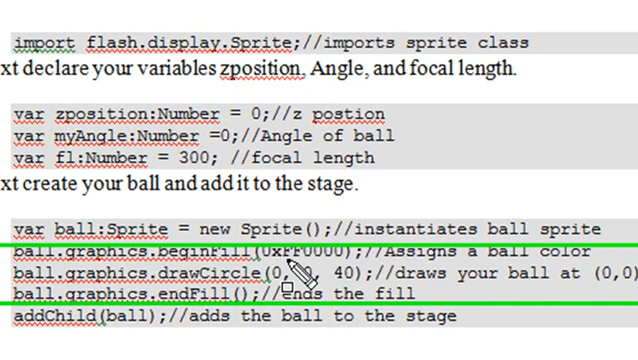 import flash.display.Sprite;//imports sprite class
xt declare your variables zposition, Angle, and focal length.
var zposition:Number = 0;//z postion
var myAngle:Number =0;//Angle of ball
var fl:Number = 300; //focal length
xt create your ball and add it to the stage.
var ball:Sprite = new Sprite();//instantiates ball sprite
ball.graphics.beginFill(0xFF0000);//Assigns a ball color
ball.graphics.drawCircle(0, 0, 40);//draws your ball at (0,0)
ball.graphics.endFill();//ends the fill
addChild(ball);//adds the ball to the stage